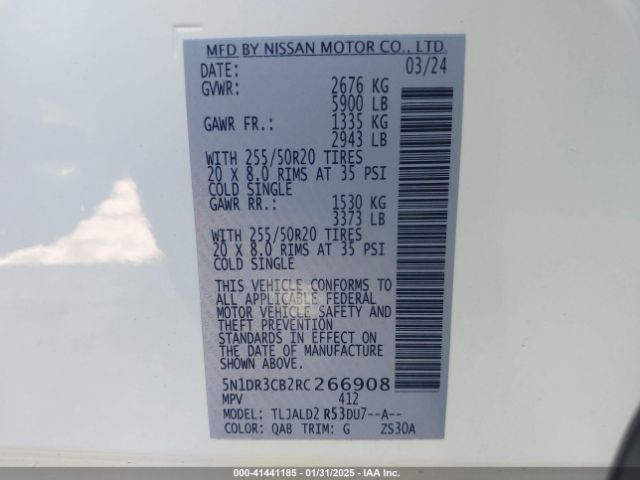 MFD BY NISSAN MOTOR CO., LTD.
DATE: 03/24
GVWR: 2676 KG
5900 LB
GAWR FR.: 1335 KG
2943 LB
WITH 255/50R20 TIRES
20 X 8.0 RIMS AT 35 PSI
COLD SINGLE
GAWR RR.: 1530 KG
3373 LB
WITH 255/50R20 TIRES
20 X 8.0 RIMS AT 35 PSI
COLD SINGLE
THIS VEHICLE CONFORMS TO
ALL APPLICABLE FEDERAL
MOTOR VEHICLE SAFETY AND
THEFT PREVENTION
STANDARDS IN EFFECT ON
THE DATE OF MANUFACTURE
SHOWN ABOVE.
5N1DR3CB2RC266908
MPV 412
MODEL: TLJALD2 R53DU7--A--
COLOR: QAB TRIM: G ZS30A
000-41441185 - 01/31/2025 - IAA Inc.